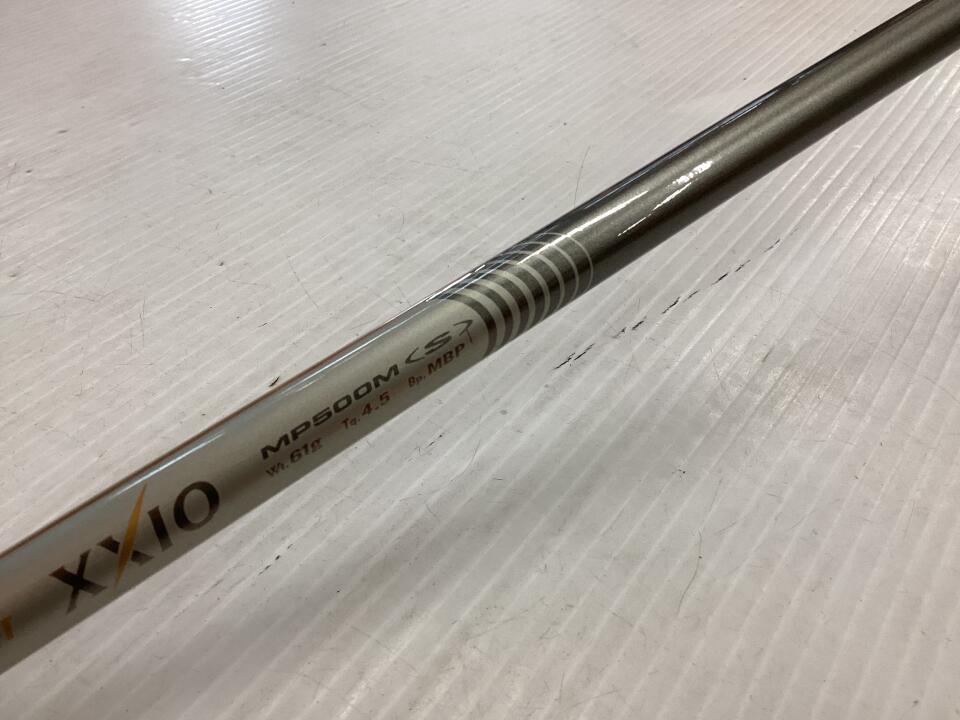 MP500M <S>
Wt. 61g Tq. 4.5 Bp. MBP
XXIO